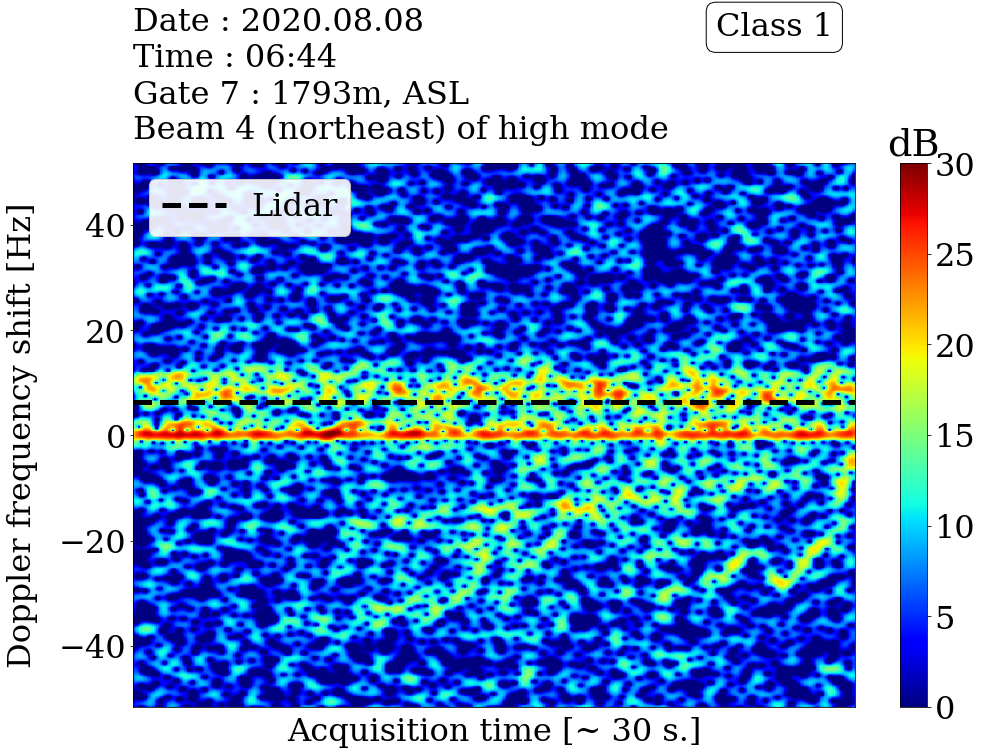 Date : 2020.08.08
Time : 06:44
Gate 7 : 1793m, ASL
Beam 4 (northeast) of high mode
Class 1
dB
Lidar
Doppler frequency shift [Hz]
40
20
0
−20
−40
30
25
20
15
10
5
0
Acquisition time [~ 30 s.]